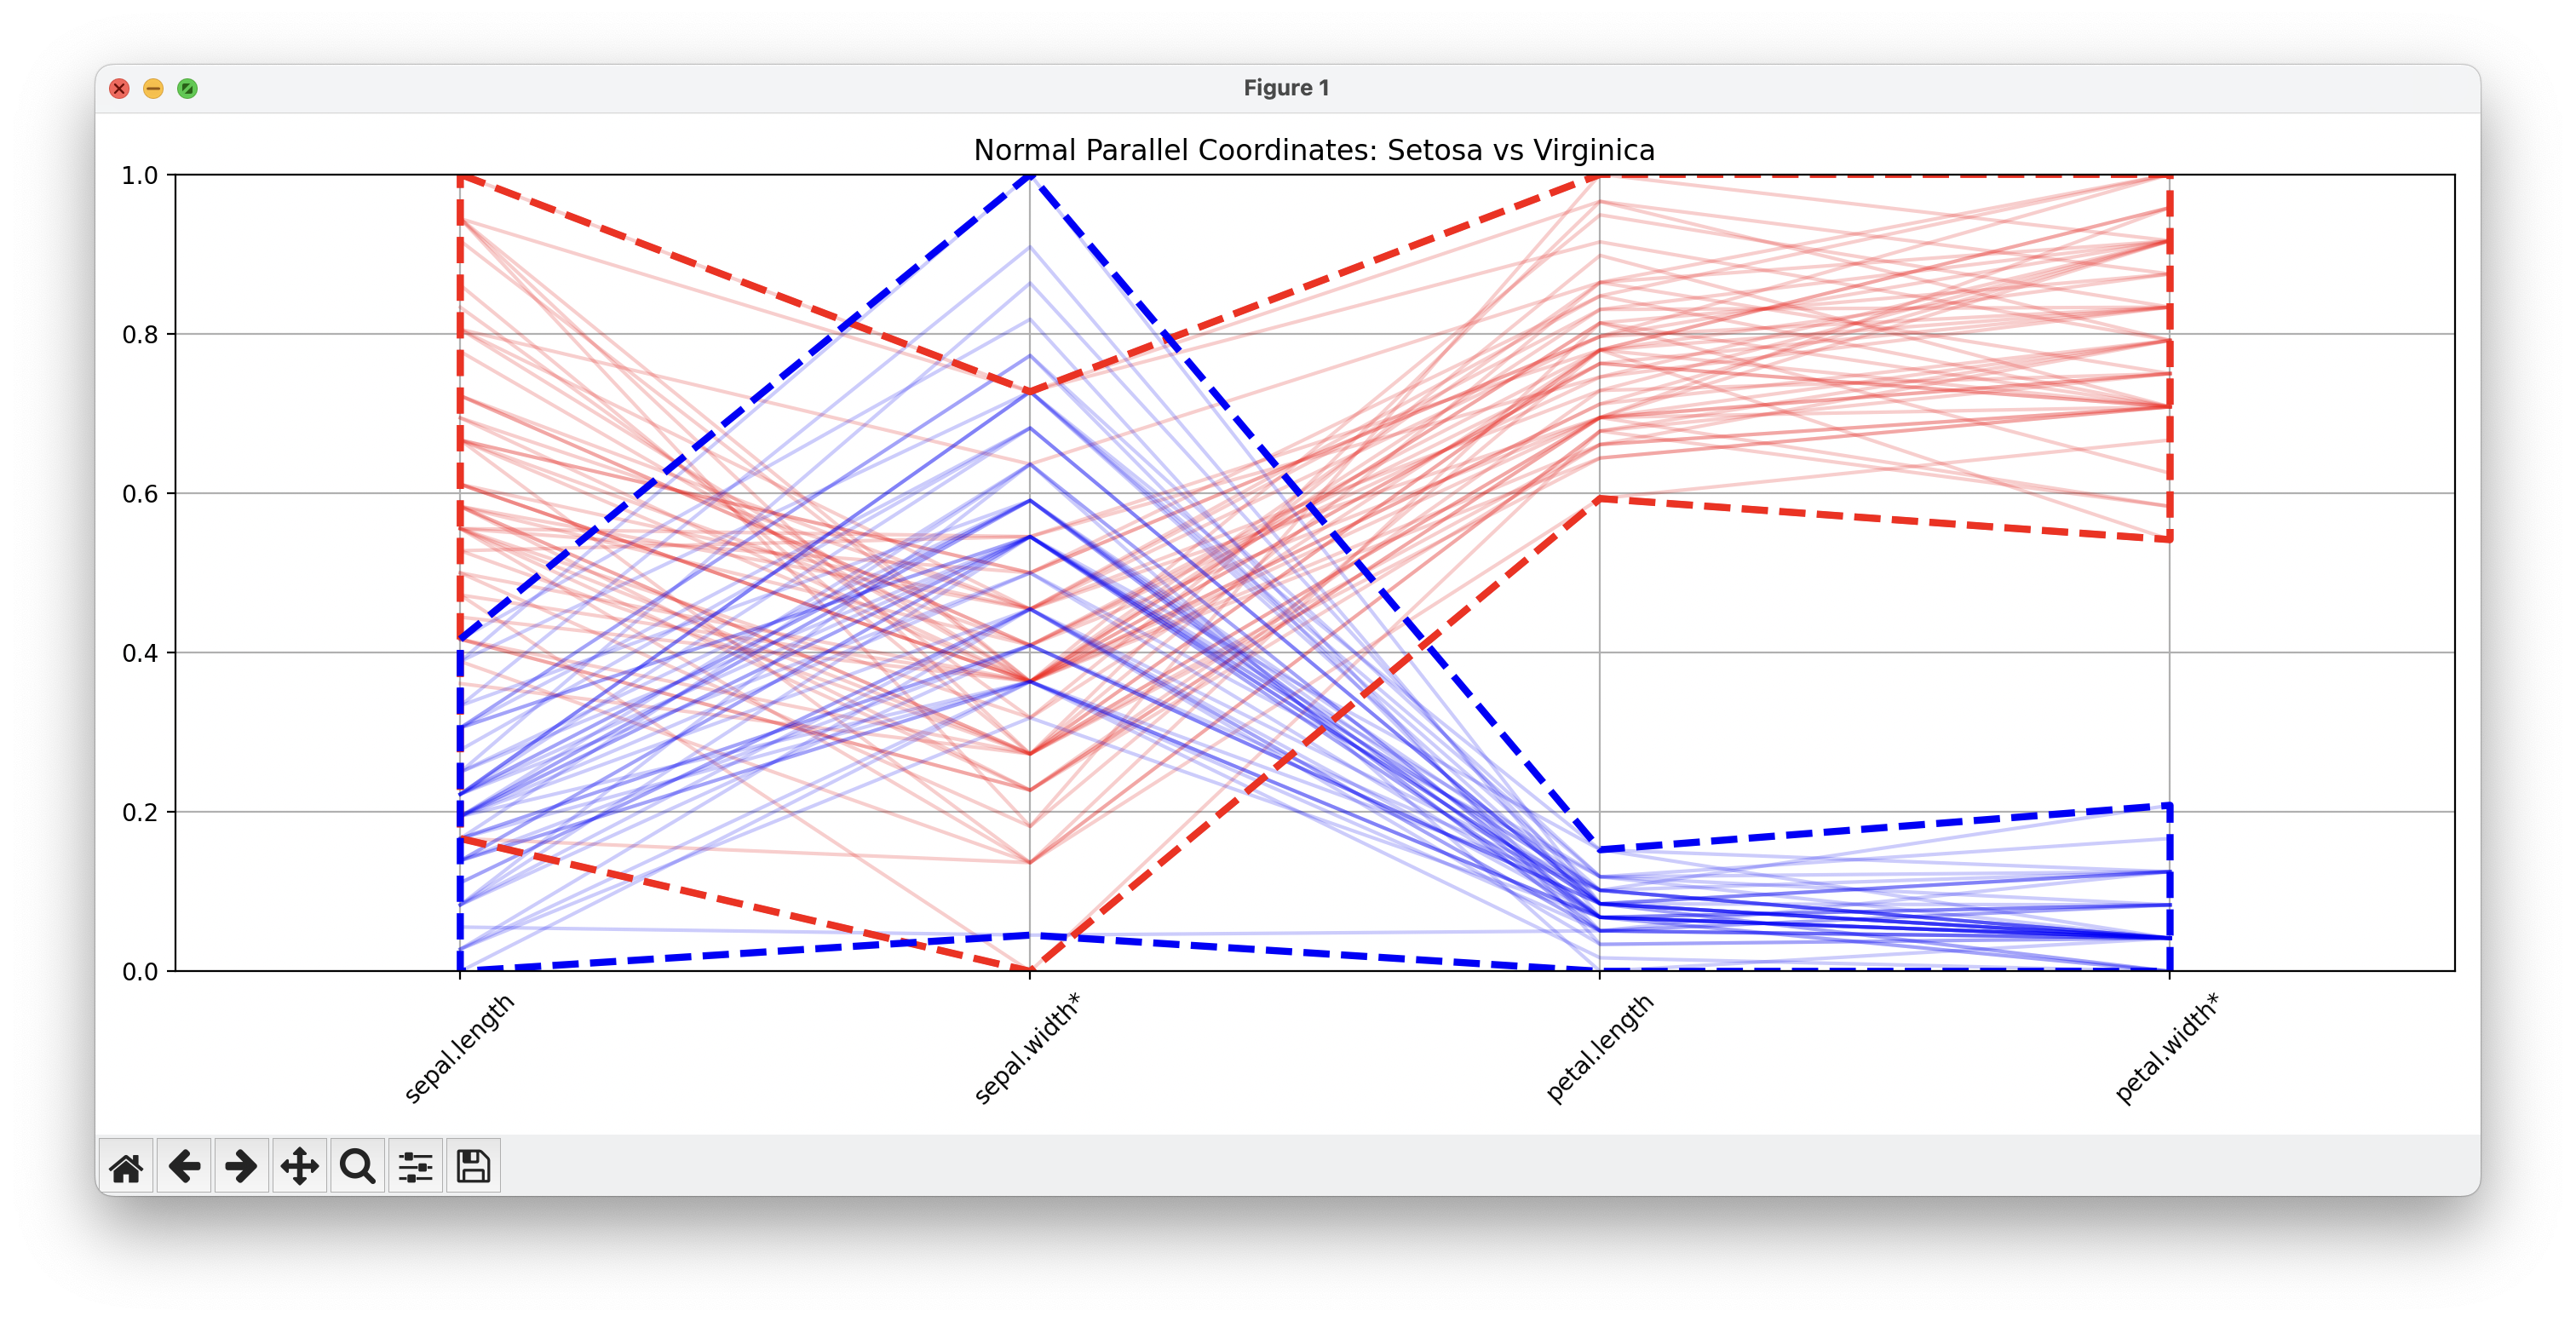 Figure 1
Normal Parallel Coordinates: Setosa vs Virginica
1.0
0.8
0.6
0.4
0.2
0.0
sepal.length
sepal.width*
petal.length
petal.width*